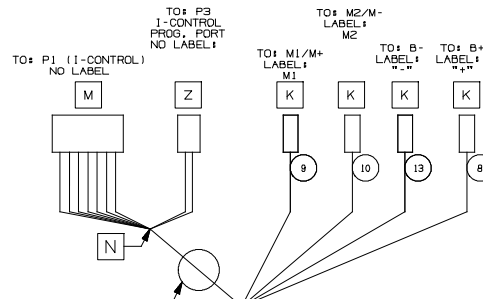 TO: P3
I-CONTROL
PROG, PORT
NO LABEL:
TO: M2/M-
LABEL:
M2
TO: P1 (I-CONTROL)
NO LABEL
TO: M1/M+
LABEL:
M1
TO: B-
LABEL:
"-"
TO: B+
LABEL:
"+"
M
Z
K
K
K
K
9
10
13
8
N